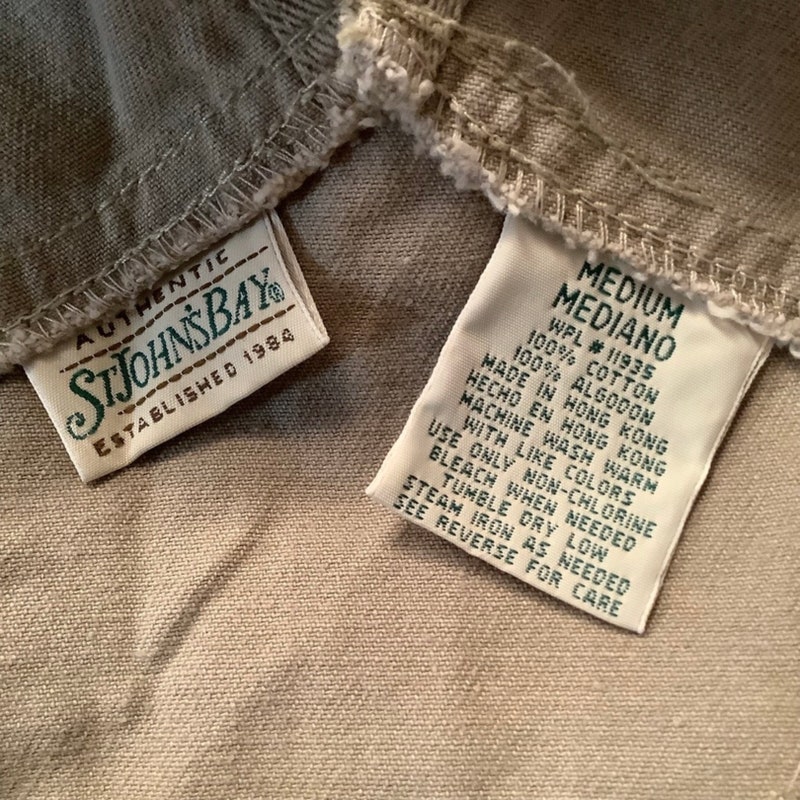 AUTHENTIC
ST JOHN'S BAY®
ESTABLISHED 1984
MEDIUM
MEDIANO
WPL * 11935
100% COTTON
100% ALGODON
MADE IN HONG KONG
HECHO EN HONG KONG
MACHINE WASH WARM
WITH LIKE COLORS
USE ONLY NON-CHLORINE
BLEACH WHEN NEEDED
TUMBLE DRY LOW
STEAM IRON AS NEEDED
SEE REVERSE FOR CARE